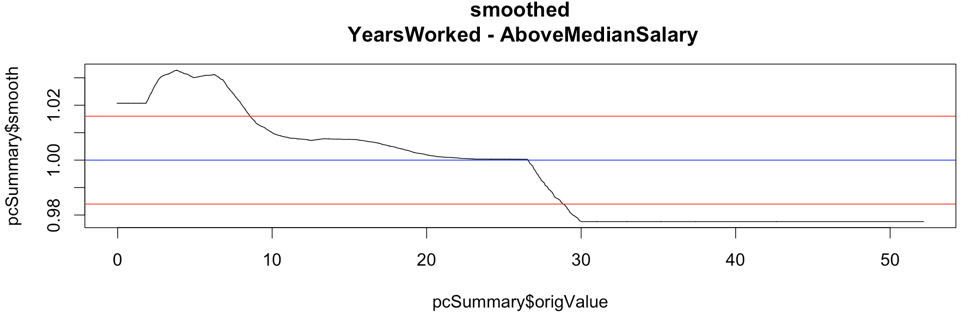 smoothed
YearsWorked - AboveMedianSalary
pcSummary$smooth
1.02
1.00
0.98
0 10 20 30 40 50
pcSummary$origValue